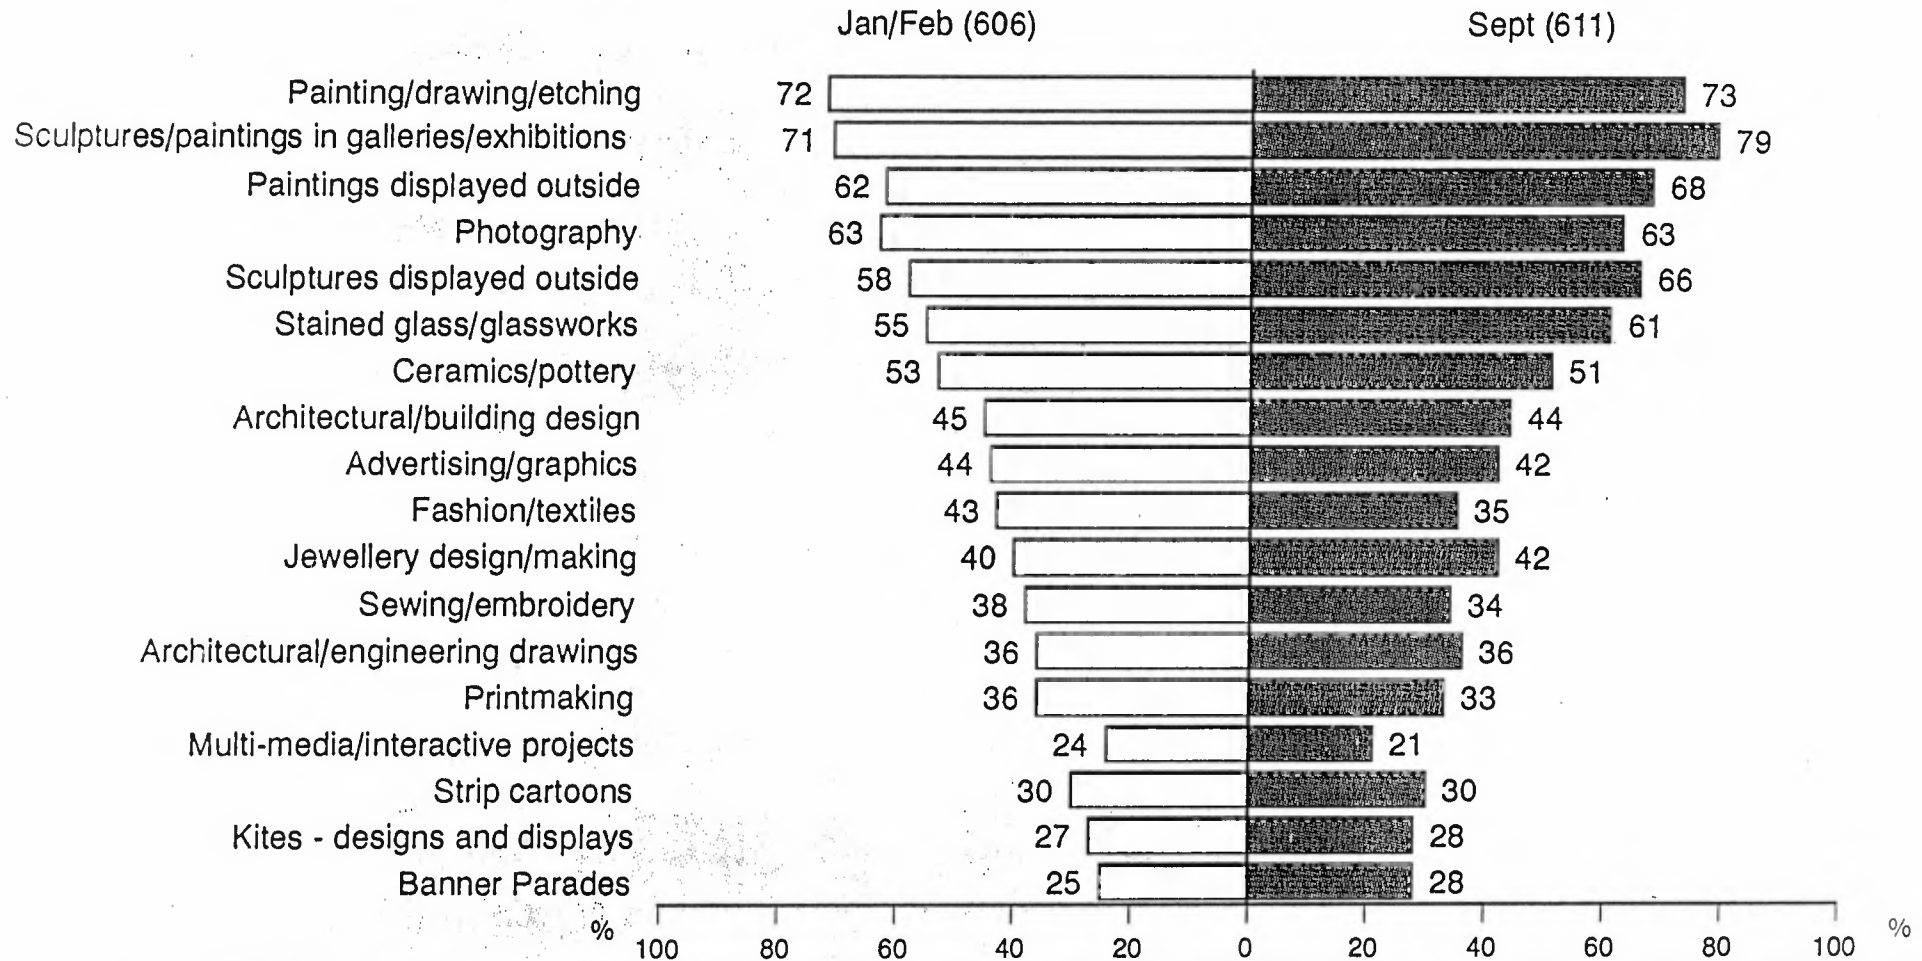 Jan/Feb (606) Sept (611)
Painting/drawing/etching 72 73
Sculptures/paintings in galleries/exhibitions 71 79
Paintings displayed outside 62 68
Photography 63 63
Sculptures displayed outside 58 66
Stained glass/glassworks 55 61
Ceramics/pottery 53 51
Architectural/building design 45 44
Advertising/graphics 44 42
Fashion/textiles 43 35
Jewellery design/making 40 42
Sewing/embroidery 38 34
Architectural/engineering drawings 36 36
Printmaking 36 33
Multi-media/interactive projects 24 21
Strip cartoons 30 30
Kites - designs and displays 27 28
Banner Parades 25 28
% 100 80 60 40 20 0 20 40 60 80 100 %